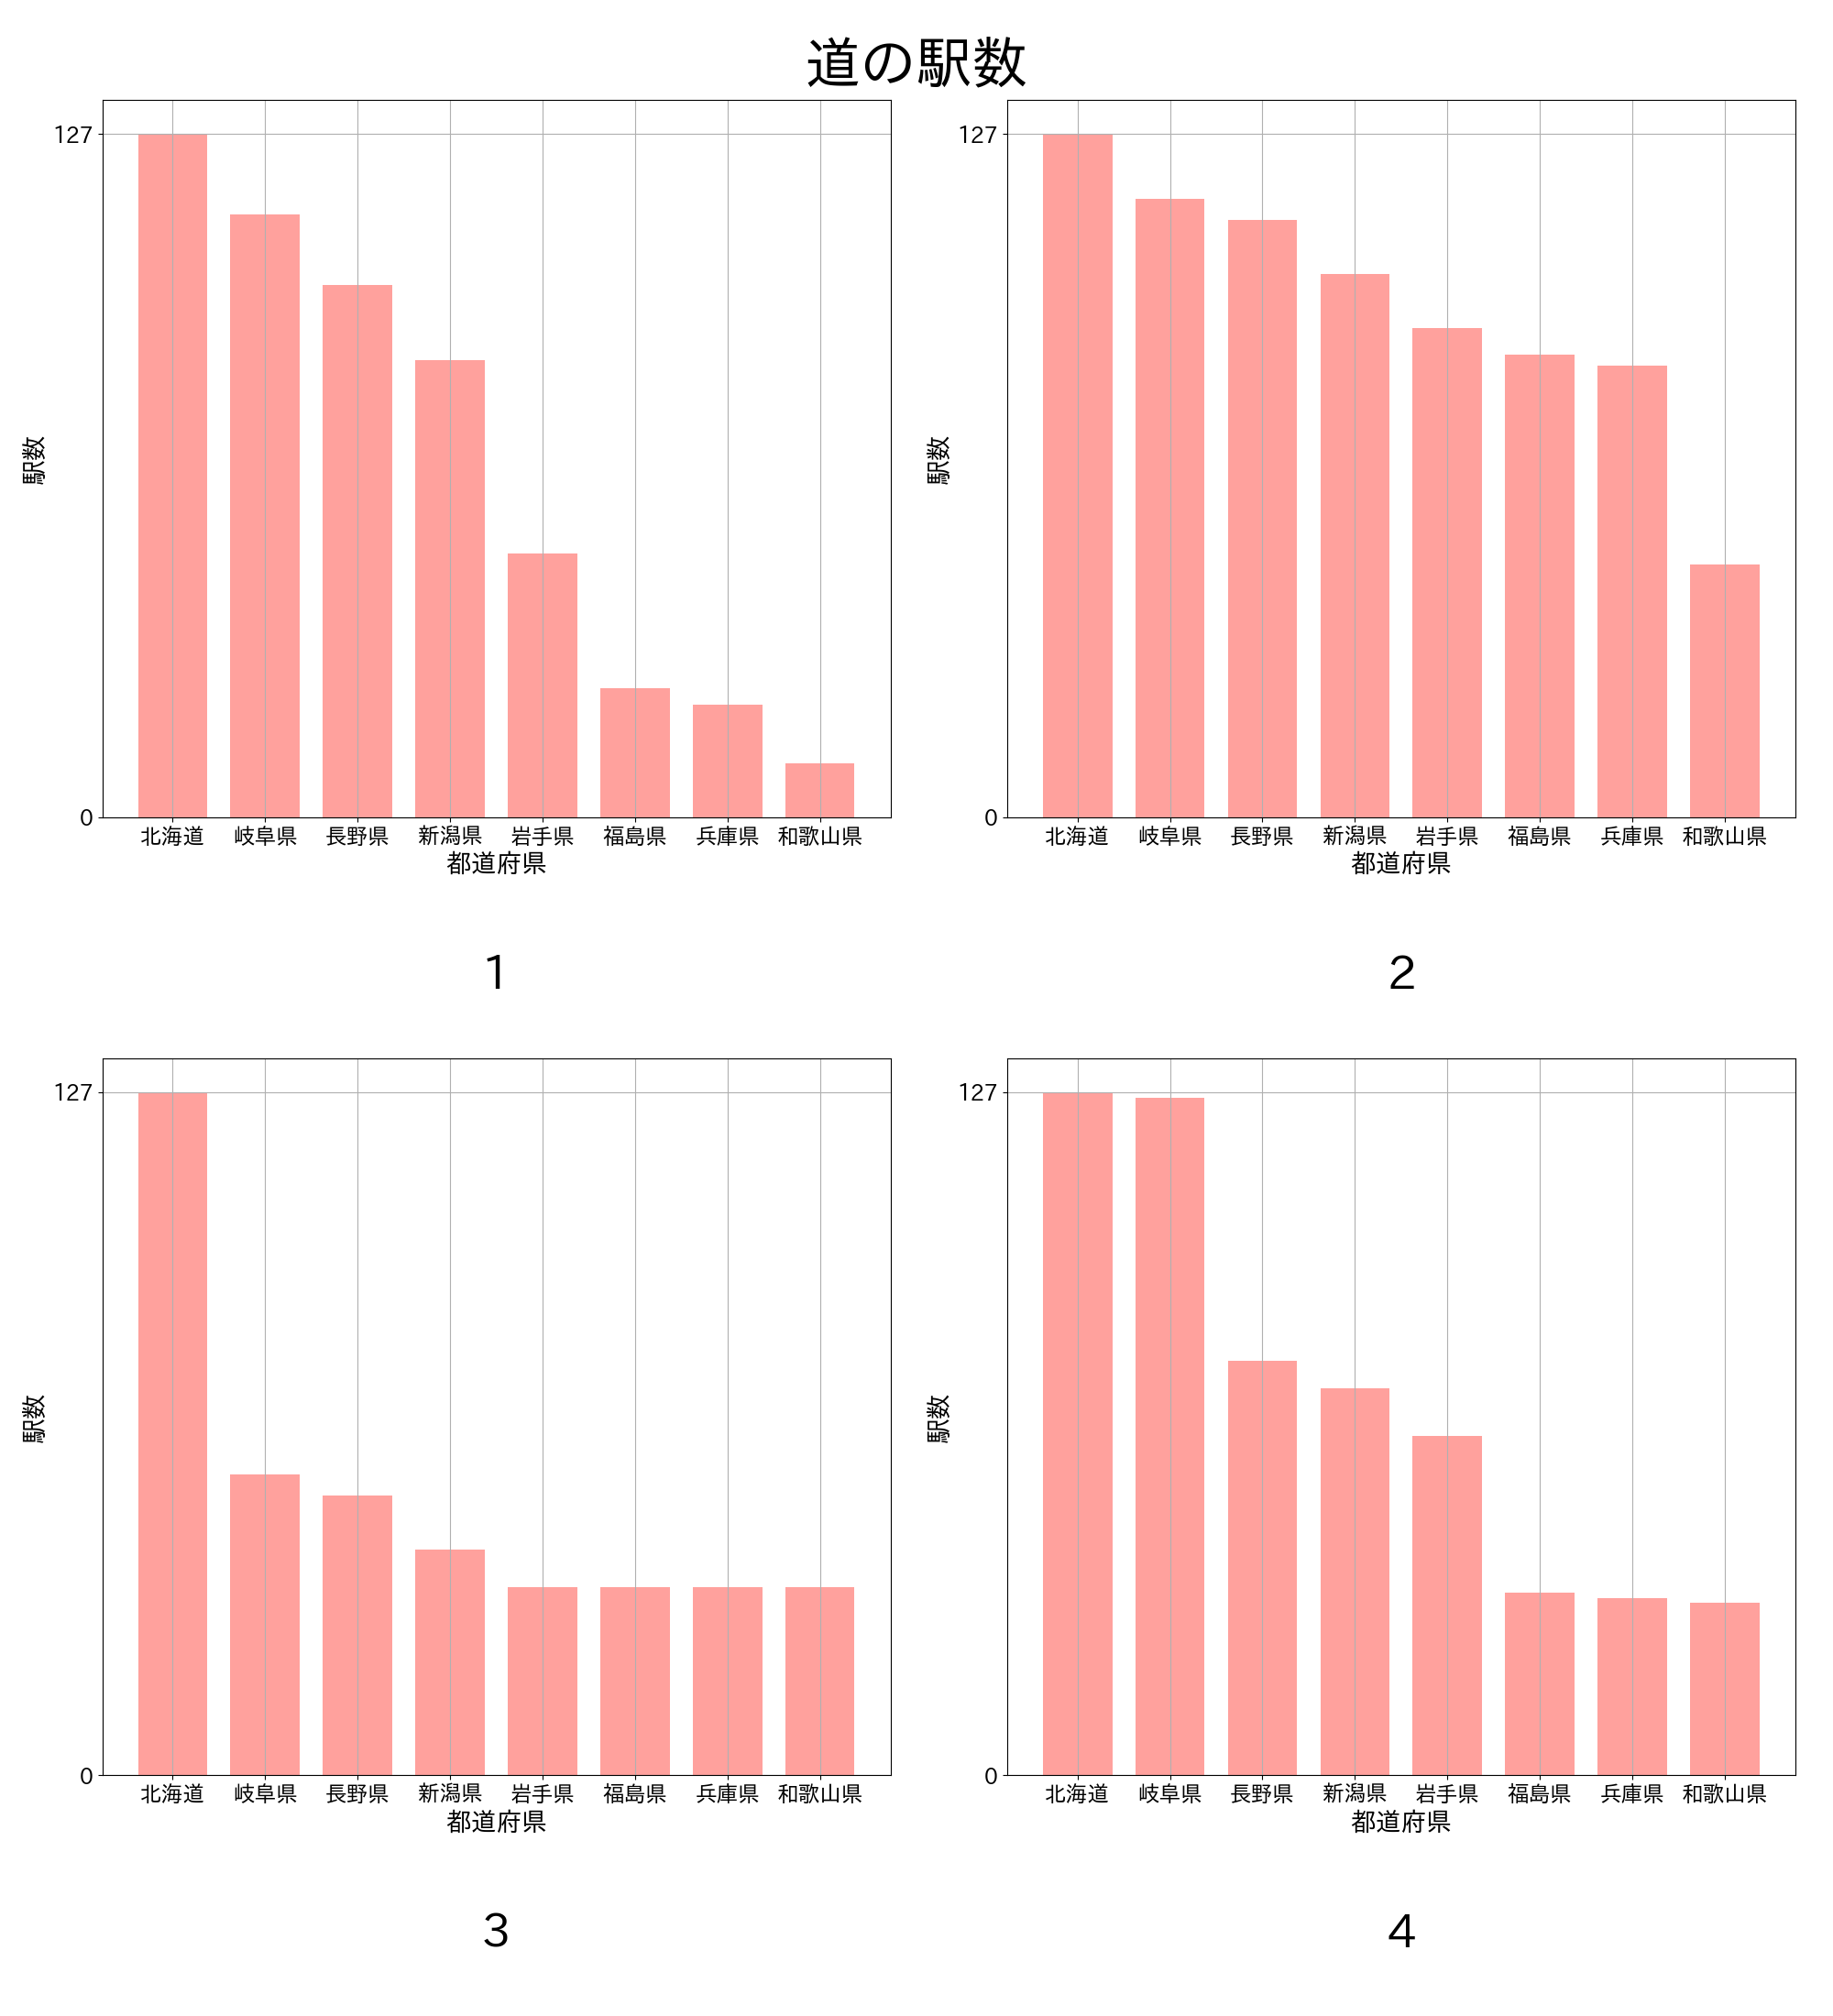 道の駅数
127
0
駅数
北海道 岐阜県 長野県 新潟県 岩手県 福島県 兵庫県 和歌山県
都道府県
1
127
0
駅数
北海道 岐阜県 長野県 新潟県 岩手県 福島県 兵庫県 和歌山県
都道府県
2
127
0
駅数
北海道 岐阜県 長野県 新潟県 岩手県 福島県 兵庫県 和歌山県
都道府県
3
127
0
駅数
北海道 岐阜県 長野県 新潟県 岩手県 福島県 兵庫県 和歌山県
都道府県
4